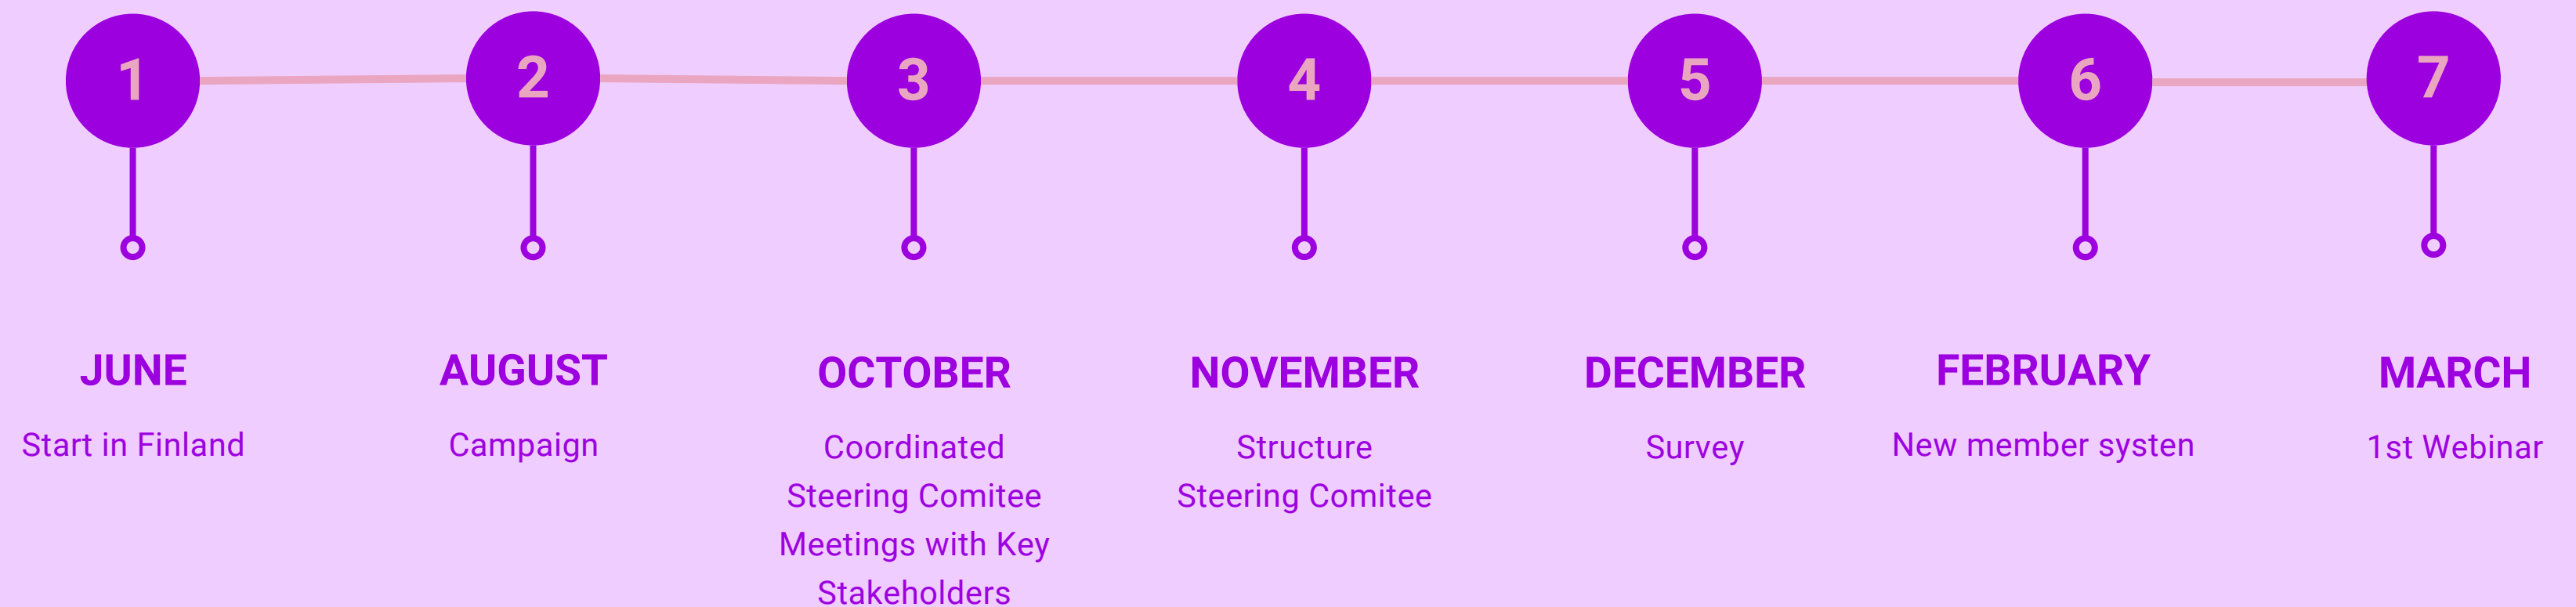 1
2
3
4
5
6
7
JUNE
Start in Finland
AUGUST
Campaign
OCTOBER
Coordinated
Steering Comitee
Meetings with Key
Stakeholders
NOVEMBER
Structure
Steering Comitee
DECEMBER
Survey
FEBRUARY
New member systen
MARCH
1st Webinar